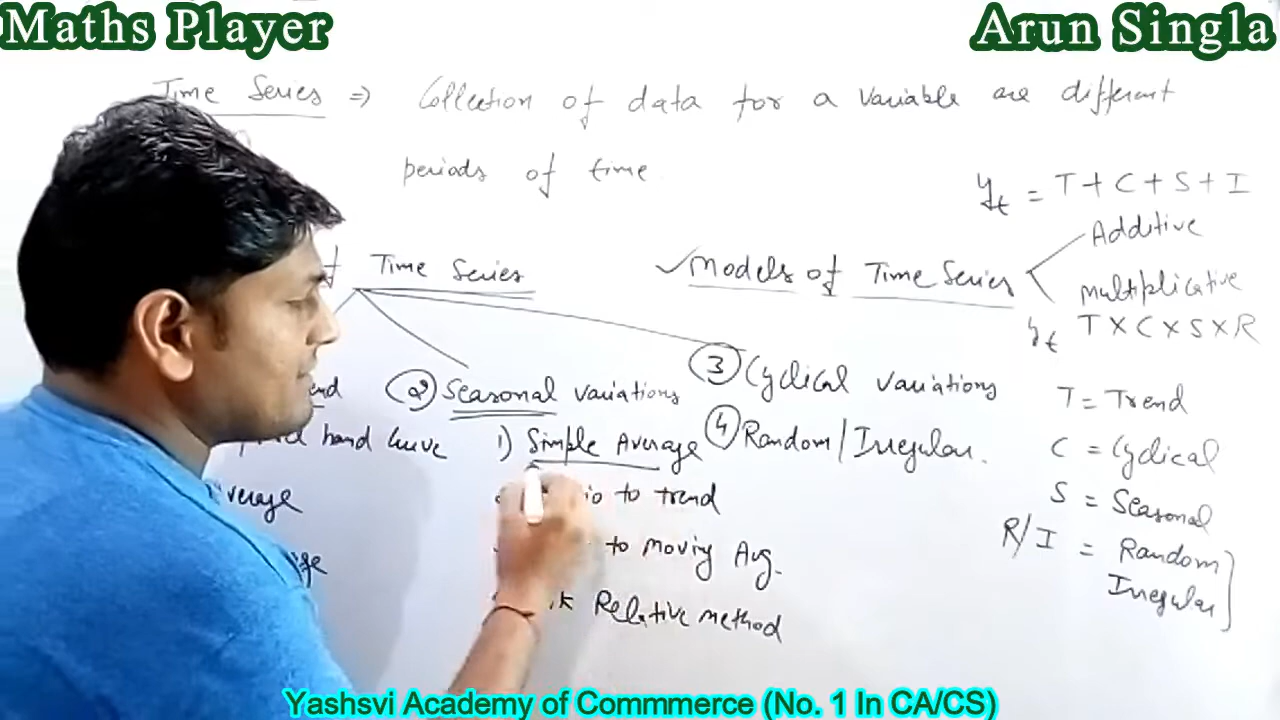 Maths Player
Arun Singla
Time Series ⇒ Collection of data for a variable are different
periods of time
yt = T + C + S + I
Additive
Time Series
✓Models of Time Series
multiplicative
yt T X C X S X R
② Seasonal variations
③ Cyclical variations
④ Random/Irregular.
hand curve
1) Simple Average
to trend
to moving Avg.
Relative method
T = Trend
C = Cyclical
S = Seasonal
R/I = Random
Irregular
Yashsvi Academy of Commmerce (No. 1 In CA/CS)